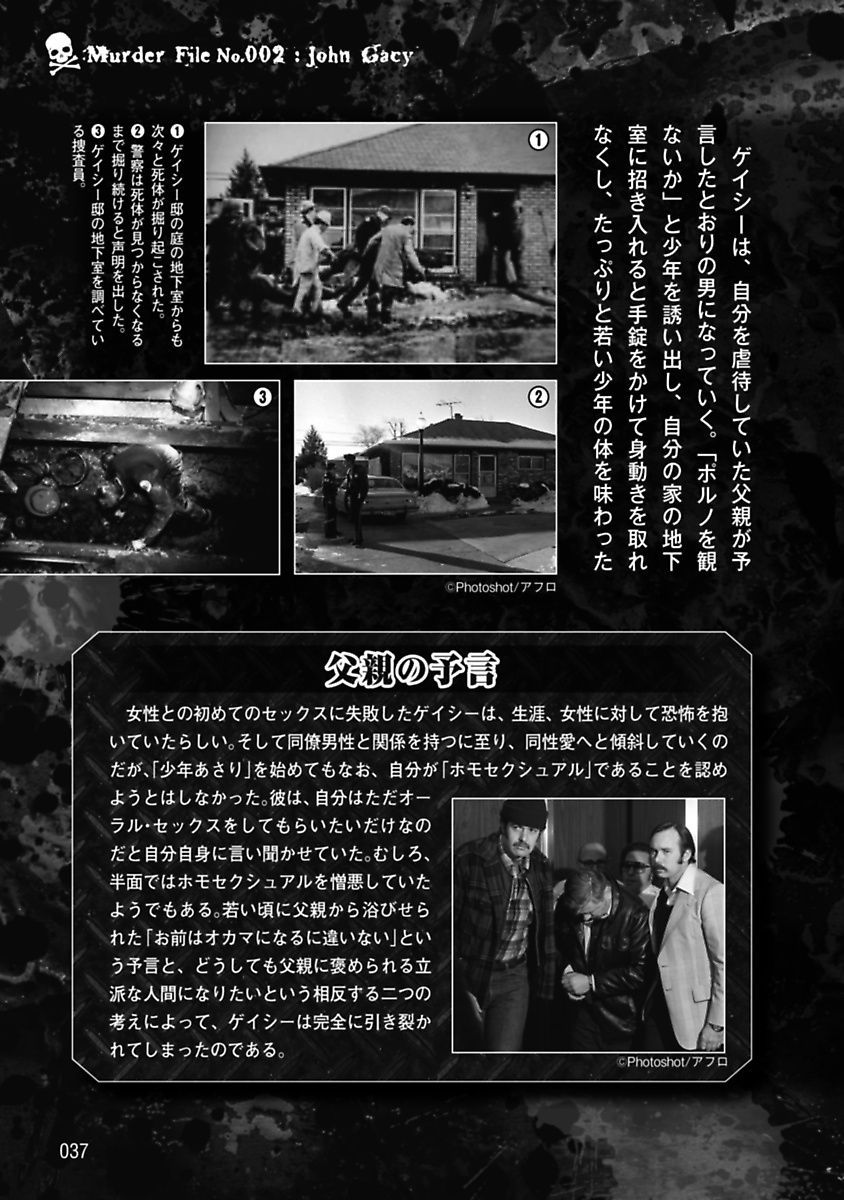 Murder File No.002 : John Gacy
ゲイシーは、自分を虐待していた父親が予
言したとおりの男になっていく。「ポルノを観
ないか」と少年を誘い出し、自分の家の地下
室に招き入れると手錠をかけて身動きを取れ
なくし、たっぷりと若い少年の体を味わった
❶
❶ ゲイシー邸の庭の地下室からも
次々と死体が掘り起こされた。
❷ 警察は死体が見つからなくなる
まで掘り続けると声明を出した。
❸ ゲイシー邸の地下室を調べてい
る捜査員。
❷
❸
©Photoshot/アフロ
父親の予言
女性との初めてのセックスに失敗したゲイシーは、生涯、女性に対して恐怖を抱
いていたらしい。そして同僚男性と関係を持つに至り、同性愛へと傾斜していくの
だが、「少年あさり」を始めてもなお、自分が「ホモセクシュアル」であることを認め
ようとはしなかった。彼は、自分はただオー
ラル・セックスをしてもらいたいだけなの
だと自分自身に言い聞かせていた。むしろ、
半面ではホモセクシュアルを憎悪していた
ようでもある。若い頃に父親から浴びせら
れた「お前はオカマになるに違いない」とい
う予言と、どうしても父親に褒められる立
派な人間になりたいという相反する二つの
考えによって、ゲイシーは完全に引き裂か
れてしまったのである。
©Photoshot/アフロ
037